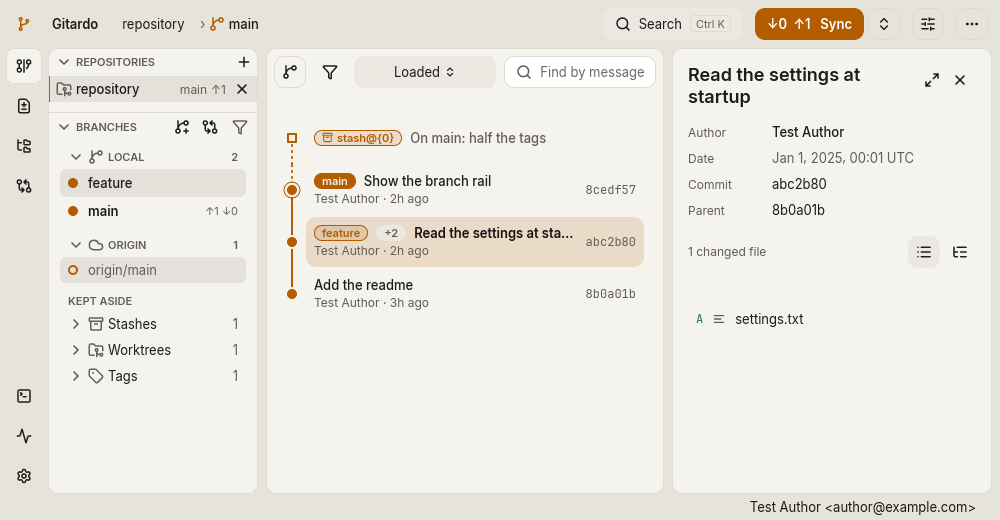 Gitardo repository › main Search Ctrl K ↓0 ↑1 Sync
REPOSITORIES
repository main ↑1
BRANCHES
LOCAL 2
feature
main ↑1 ↓0
ORIGIN 1
origin/main
KEPT ASIDE
Stashes 1
Worktrees 1
Tags 1
Loaded Find by message
stash@{0} On main: half the tags
main Show the branch rail
Test Author · 2h ago 8cedf57
feature +2 Read the settings at sta...
Test Author · 2h ago abc2b80
Add the readme
Test Author · 3h ago 8b0a01b
Read the settings at
startup
Author Test Author
Date Jan 1, 2025, 00:01 UTC
Commit abc2b80
Parent 8b0a01b
1 changed file
A settings.txt
Test Author <author@example.com>